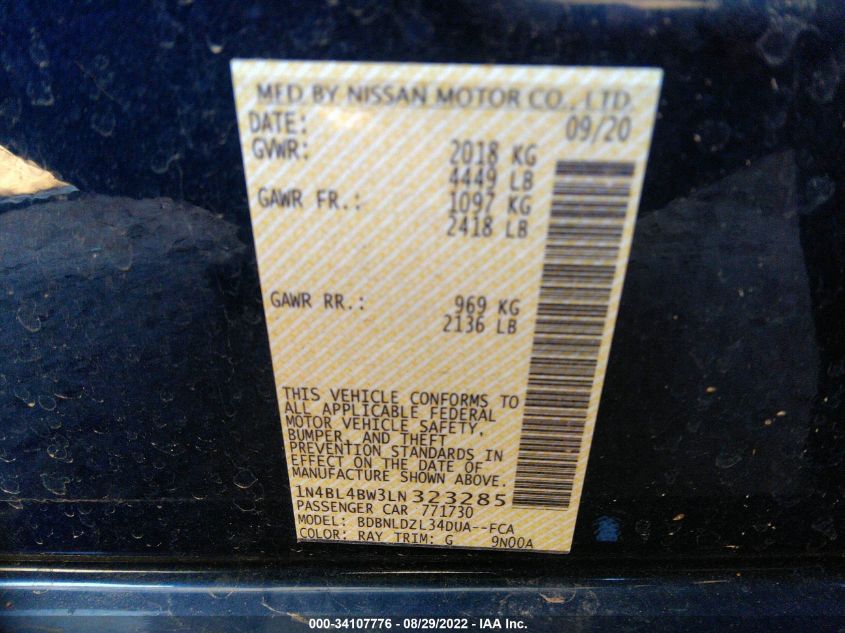 MFD BY NISSAN MOTOR CO., LTD.
DATE: 09/20
GVWR: 2018 KG
4449 LB
GAWR FR.: 1097 KG
2418 LB
GAWR RR.: 969 KG
2136 LB
THIS VEHICLE CONFORMS TO
ALL APPLICABLE FEDERAL
MOTOR VEHICLE SAFETY,
BUMPER, AND THEFT
PREVENTION STANDARDS IN
EFFECT ON THE DATE OF
MANUFACTURE SHOWN ABOVE.
1N4BL4BW3LN323285
PASSENGER CAR 771730
MODEL: BDBNLDZL34DUA--FCA
COLOR: RAY TRIM: G 9N00A
000-34107776 - 08/29/2022 - IAA Inc.